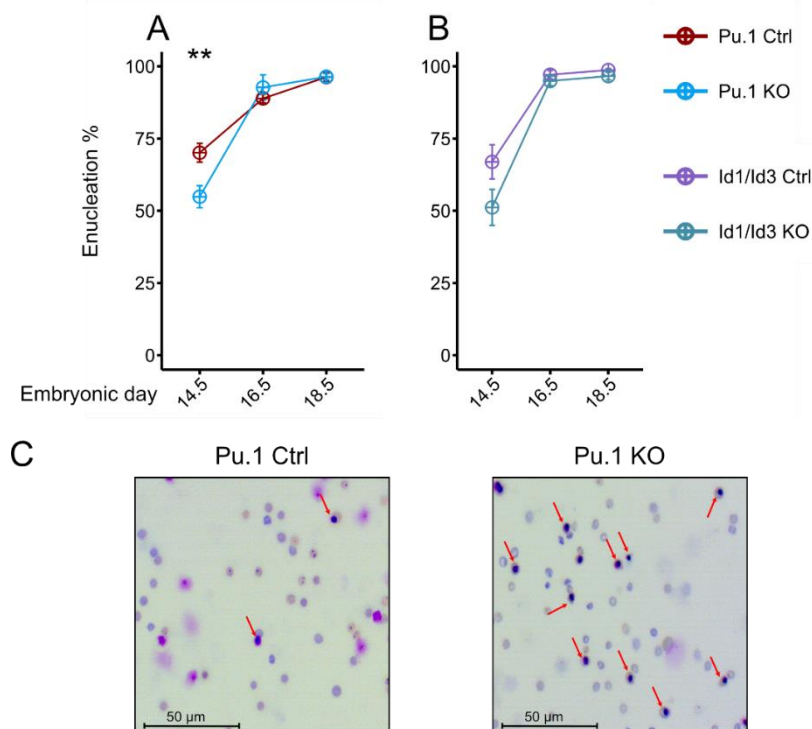 A
**
100
75
50
25
0
Enucleation %
Embryonic day
14.5
16.5
18.5
B
100
75
50
25
0
14.5
16.5
18.5
Pu.1 Ctrl
Pu.1 KO
Id1/Id3 Ctrl
Id1/Id3 KO
C
Pu.1 Ctrl
Pu.1 KO
50 μm
50 μm